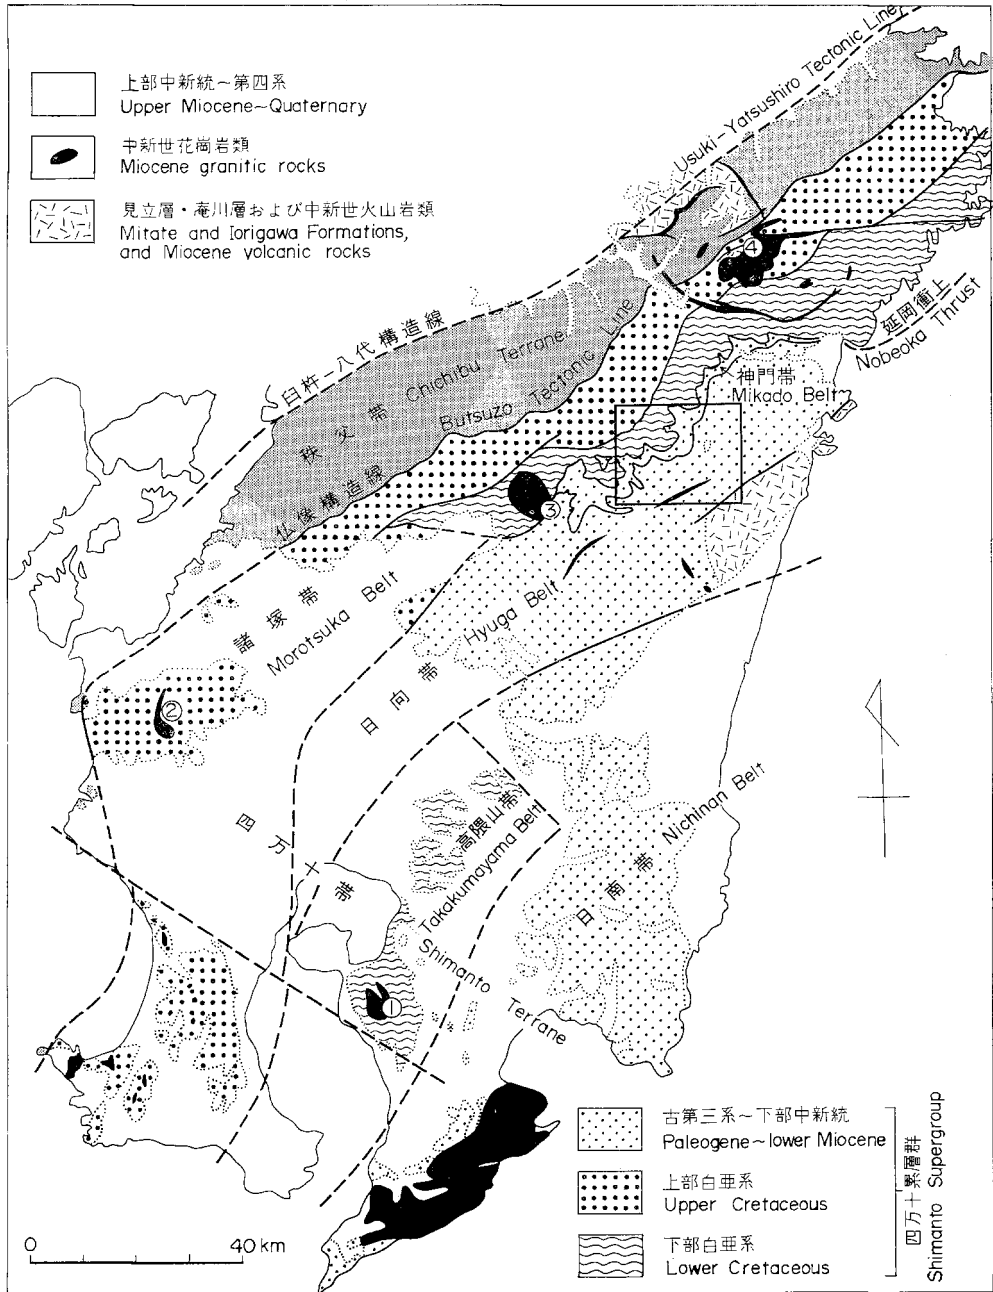 上部中新統～第四系
Upper Miocene～Quaternary
中新世花崗岩類
Miocene granitic rocks
見立層・庵川層および中新世火山岩類
Mitate and Iorigawa Formations,
and Miocene volcanic rocks
Usuki-Yatsushiro Tectonic Line
臼杵-八代構造線
秩父帯 Chichibu Terrane
仏像構造線 Butsuzo Tectonic Line
④
延岡衝上
Nobeoka Thrust
神門帯
Mikado Belt
③
諸塚帯
Morotsuka Belt
日向帯 Hyuga Belt
②
高隈山帯
Takakumayama Belt
日南帯 Nichinan Belt
四万十帯
Shimanto Terrane
①
古第三系～下部中新統
Paleogene～lower Miocene
上部白亜系
Upper Cretaceous
下部白亜系
Lower Cretaceous
四万十累層群
Shimanto Supergroup
0 40 km